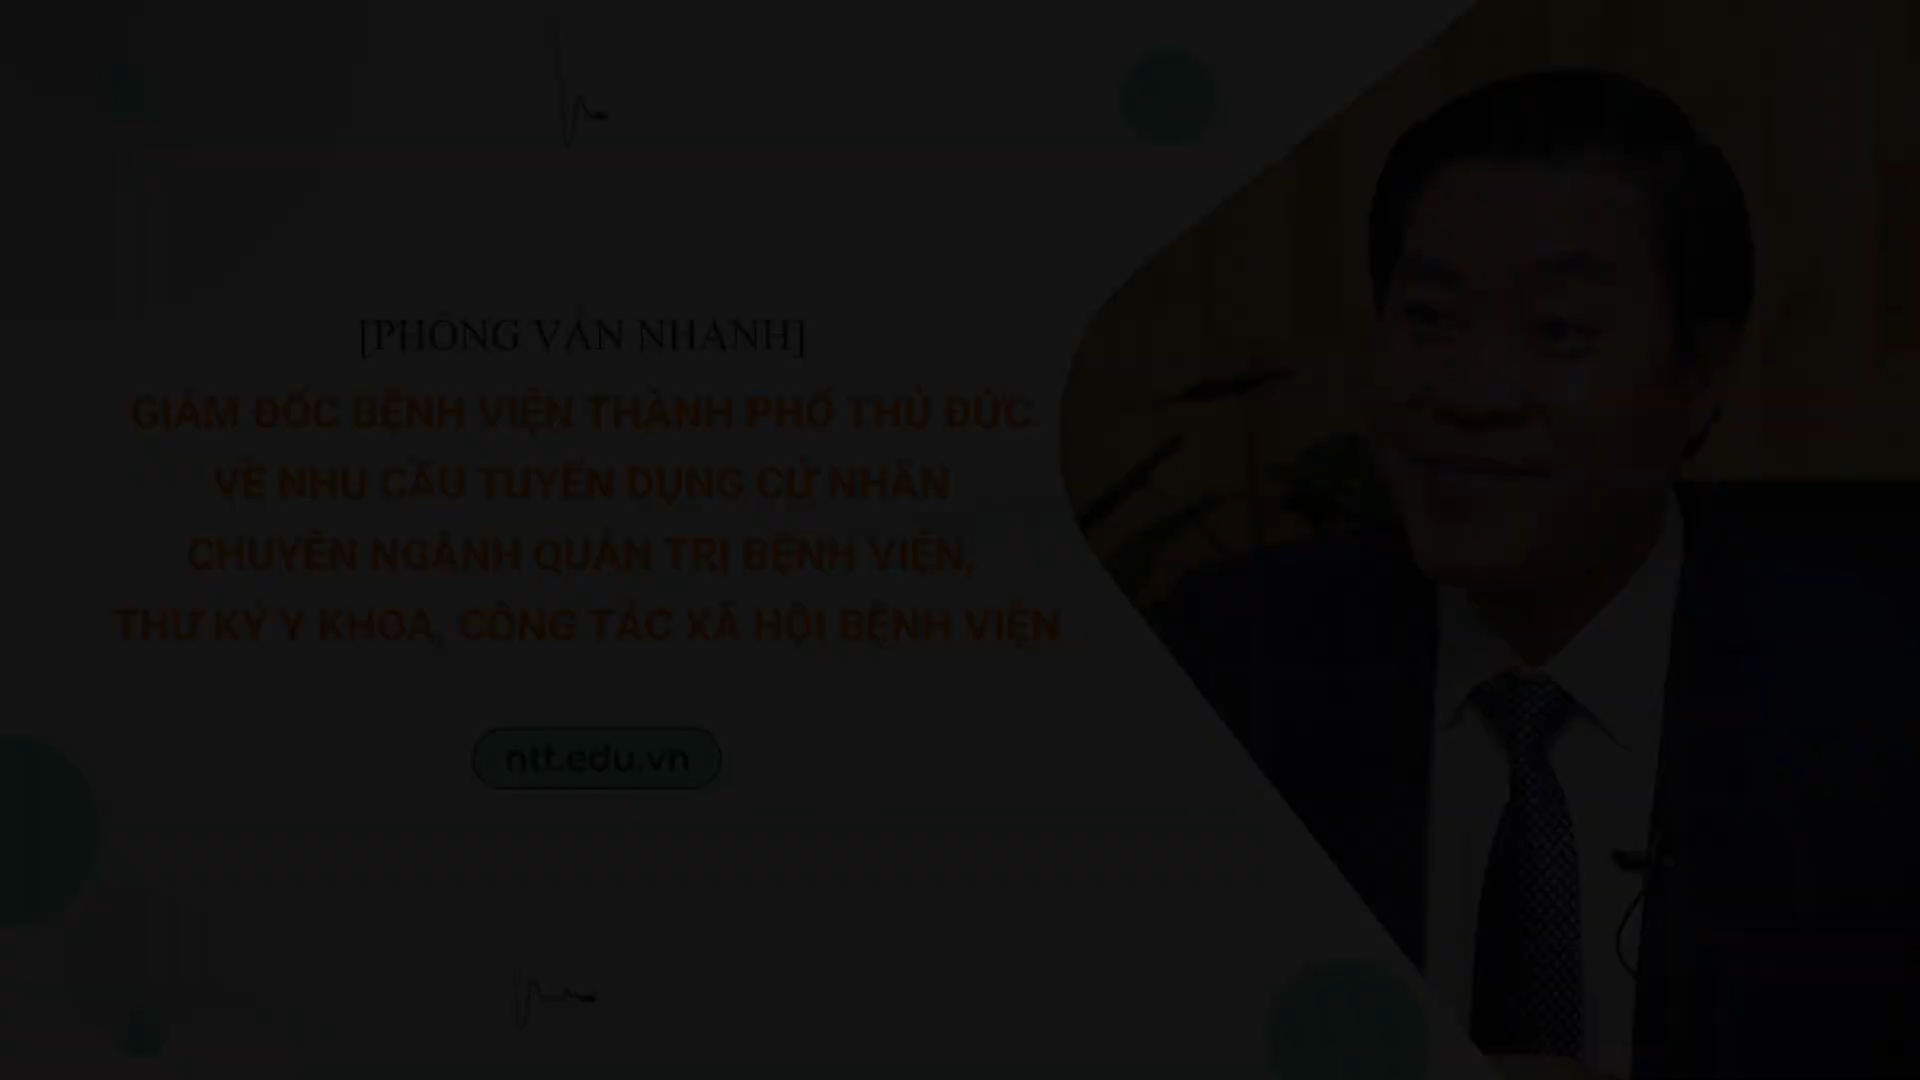 [PHỎNG VẤN NHANH]
GIÁM ĐỐC BỆNH VIỆN THÀNH PHỐ THỦ ĐỨC
VỀ NHU CẦU TUYỂN DỤNG CỬ NHÂN
CHUYÊN NGÀNH QUẢN TRỊ BỆNH VIỆN,
THƯ KÝ Y KHOA, CÔNG TÁC XÃ HỘI BỆNH VIỆN
ntt.edu.vn